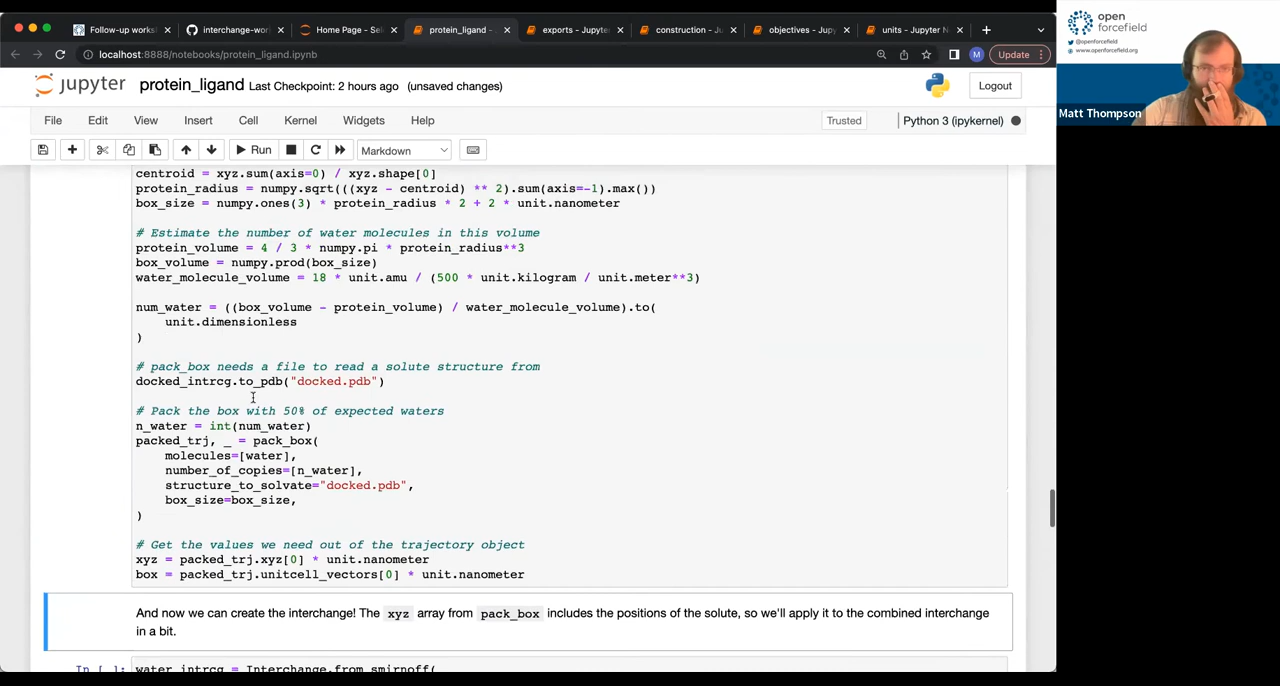 Follow-up works
interchange-wor
Home Page - Sele
protein_ligand -
exports - Jupyte
construction - Ju
objectives - Jupy
units - Jupyter N
localhost:8888/notebooks/protein_ligand.ipynb
M
Update
jupyter
protein_ligand
Last Checkpoint: 2 hours ago
(unsaved changes)
Logout
File
Edit
View
Insert
Cell
Kernel
Widgets
Help
Trusted
Python 3 (ipykernel)
Run
Markdown
centroid = xyz.sum(axis=0) / xyz.shape[0]
protein_radius = numpy.sqrt(((xyz - centroid) ** 2).sum(axis=-1).max())
box_size = numpy.ones(3) * protein_radius * 2 + 2 * unit.nanometer
# Estimate the number of water molecules in this volume
protein_volume = 4 / 3 * numpy.pi * protein_radius**3
box_volume = numpy.prod(box_size)
water_molecule_volume = 18 * unit.amu / (500 * unit.kilogram / unit.meter**3)
num_water = ((box_volume - protein_volume) / water_molecule_volume).to(
unit.dimensionless
)
# pack_box needs a file to read a solute structure from
docked_intrcg.to_pdb("docked.pdb")
# Pack the box with 50% of expected waters
n_water = int(num_water)
packed_trj, _ = pack_box(
molecules=[water],
number_of_copies=[n_water],
structure_to_solvate="docked.pdb",
box_size=box_size,
)
# Get the values we need out of the trajectory object
xyz = packed_trj.xyz[0] * unit.nanometer
box = packed_trj.unitcell_vectors[0] * unit.nanometer
And now we can create the interchange! The xyz array from pack_box includes the positions of the solute, so we'll apply it to the combined interchange
in a bit.
In [ ]:
water_intrcg = Interchange.from_smirnoff(
open
forcefield
@openforcefield
www.openforcefield.org
Matt Thompson